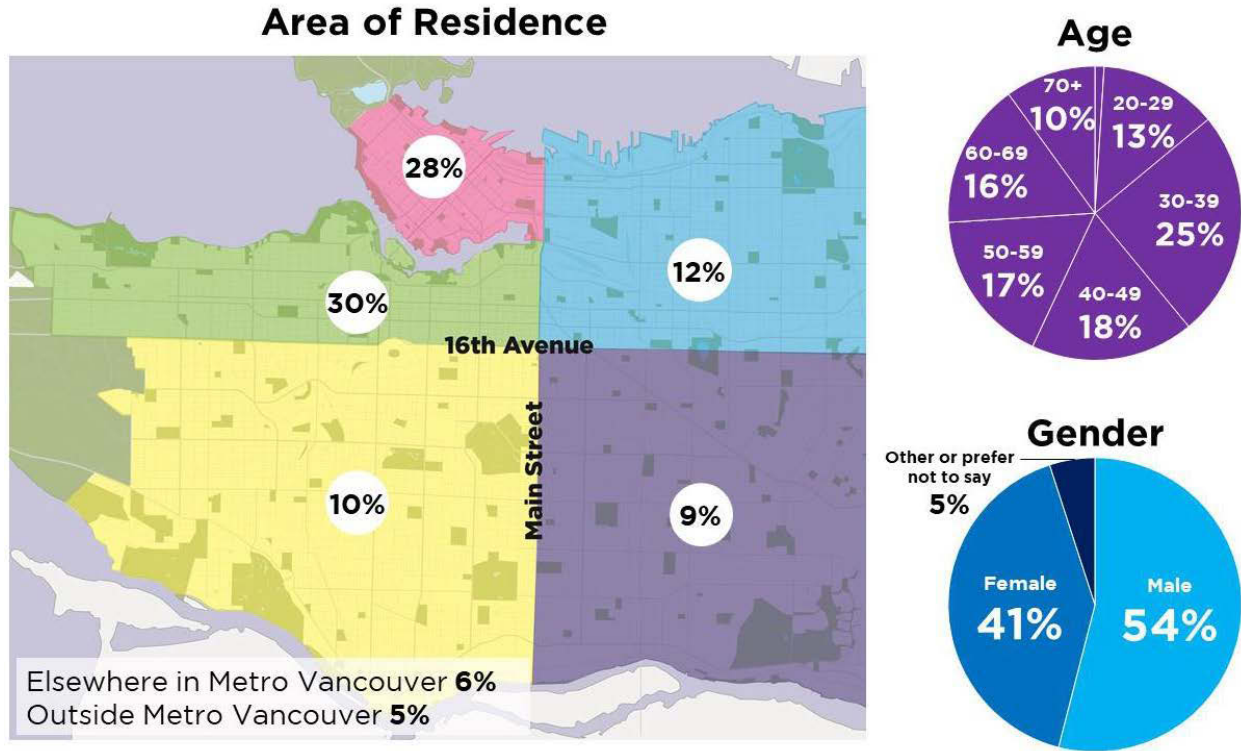 Area of Residence
28%
12%
30%
16th Avenue
Main Street
10%
9%
Elsewhere in Metro Vancouver 6%
Outside Metro Vancouver 5%
Age
70+
10%
20-29
13%
60-69
16%
30-39
25%
50-59
17%
40-49
18%
Gender
Other or prefer
not to say
5%
Female
41%
Male
54%